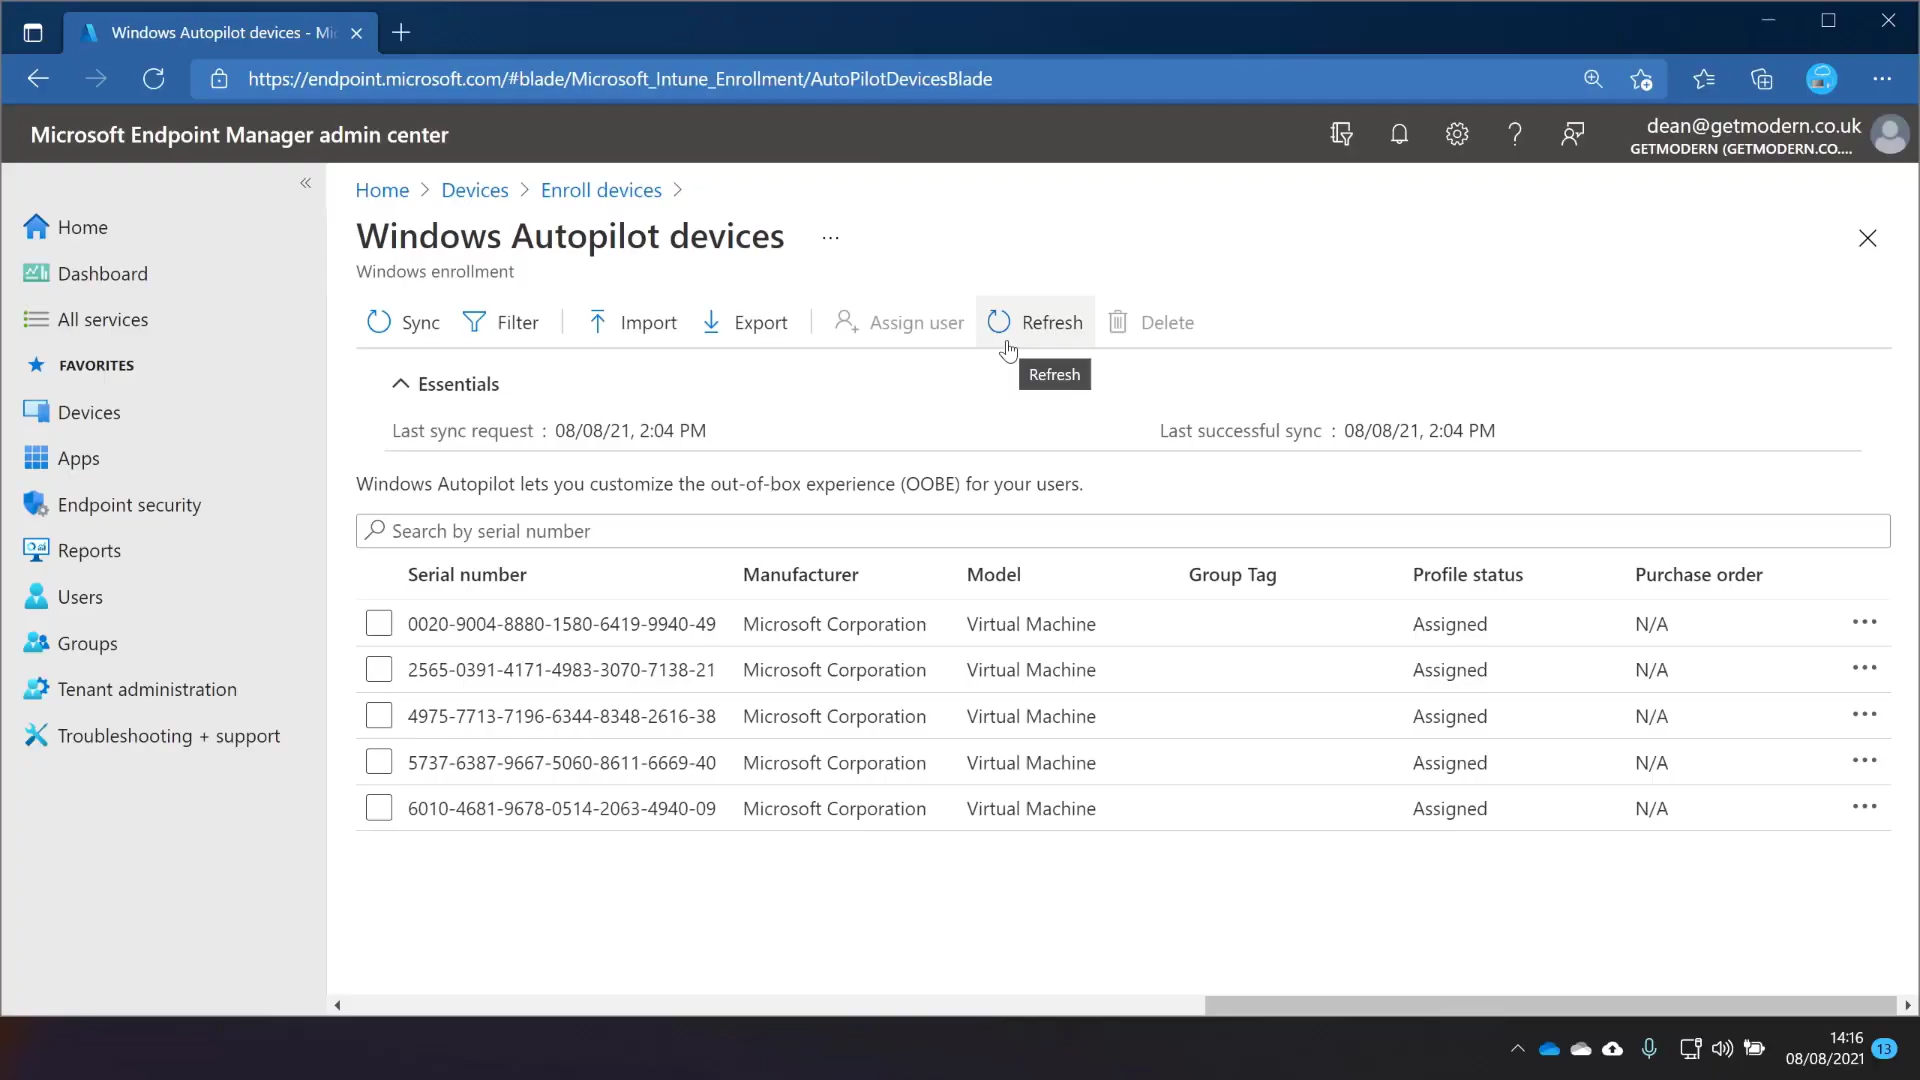 Windows Autopilot devices - Mi
https://endpoint.microsoft.com/#blade/Microsoft_Intune_Enrollment/AutoPilotDevicesBlade
Microsoft Endpoint Manager admin center
dean@getmodern.co.uk
GETMODERN (GETMODERN.CO....
Home
Dashboard
All services
FAVORITES
Devices
Apps
Endpoint security
Reports
Users
Groups
Tenant administration
Troubleshooting + support
Home > Devices > Enroll devices >
Windows Autopilot devices ...
Windows enrollment
Sync Filter Import Export Assign user Refresh Delete
Refresh
Essentials
Last sync request : 08/08/21, 2:04 PM Last successful sync : 08/08/21, 2:04 PM
Windows Autopilot lets you customize the out-of-box experience (OOBE) for your users.
Search by serial number
Serial number Manufacturer Model Group Tag Profile status Purchase order
0020-9004-8880-1580-6419-9940-49 Microsoft Corporation Virtual Machine Assigned N/A
2565-0391-4171-4983-3070-7138-21 Microsoft Corporation Virtual Machine Assigned N/A
4975-7713-7196-6344-8348-2616-38 Microsoft Corporation Virtual Machine Assigned N/A
5737-6387-9667-5060-8611-6669-40 Microsoft Corporation Virtual Machine Assigned N/A
6010-4681-9678-0514-2063-4940-09 Microsoft Corporation Virtual Machine Assigned N/A
14:16
08/08/2021 13